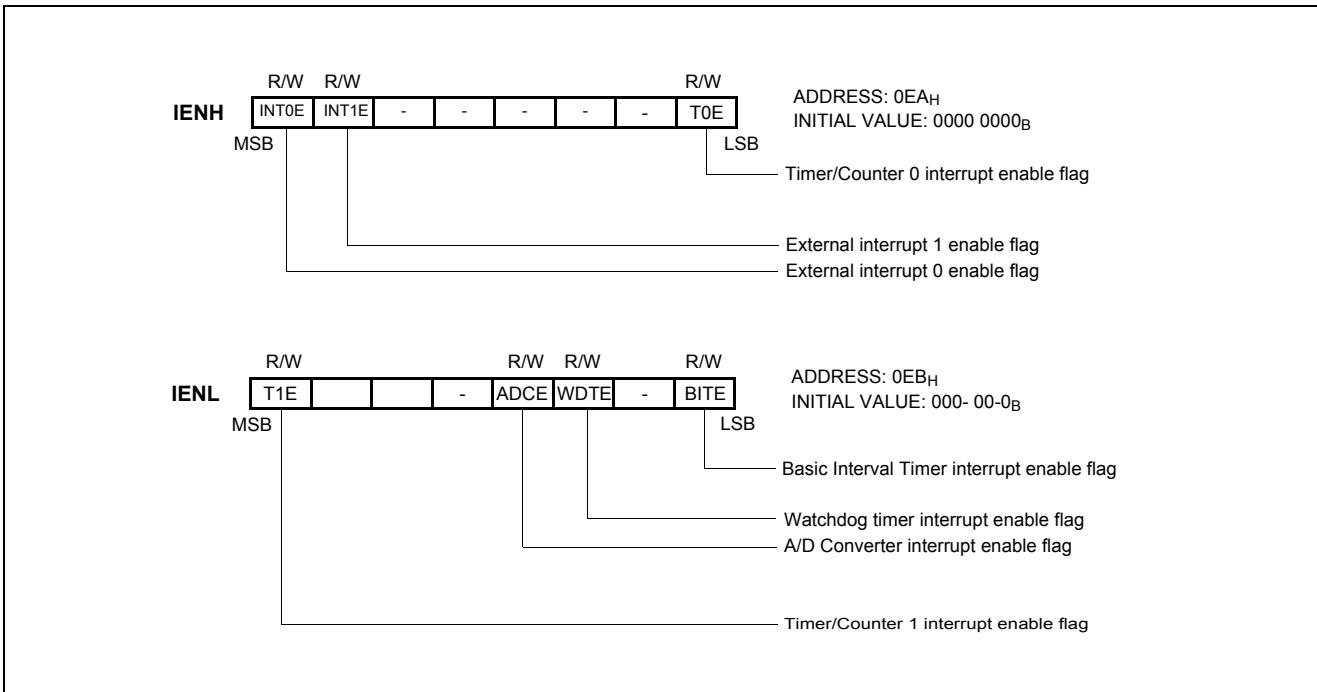 R/W R/W R/W
IENH INT0E INT1E - - - - - T0E
MSB LSB
ADDRESS: 0EAH
INITIAL VALUE: 0000 0000B
Timer/Counter 0 interrupt enable flag
External interrupt 1 enable flag
External interrupt 0 enable flag
R/W R/W R/W R/W
IENL T1E - ADCE WDTE - BITE
MSB LSB
ADDRESS: 0EBH
INITIAL VALUE: 000- 00-0B
Basic Interval Timer interrupt enable flag
Watchdog timer interrupt enable flag
A/D Converter interrupt enable flag
Timer/Counter 1 interrupt enable flag